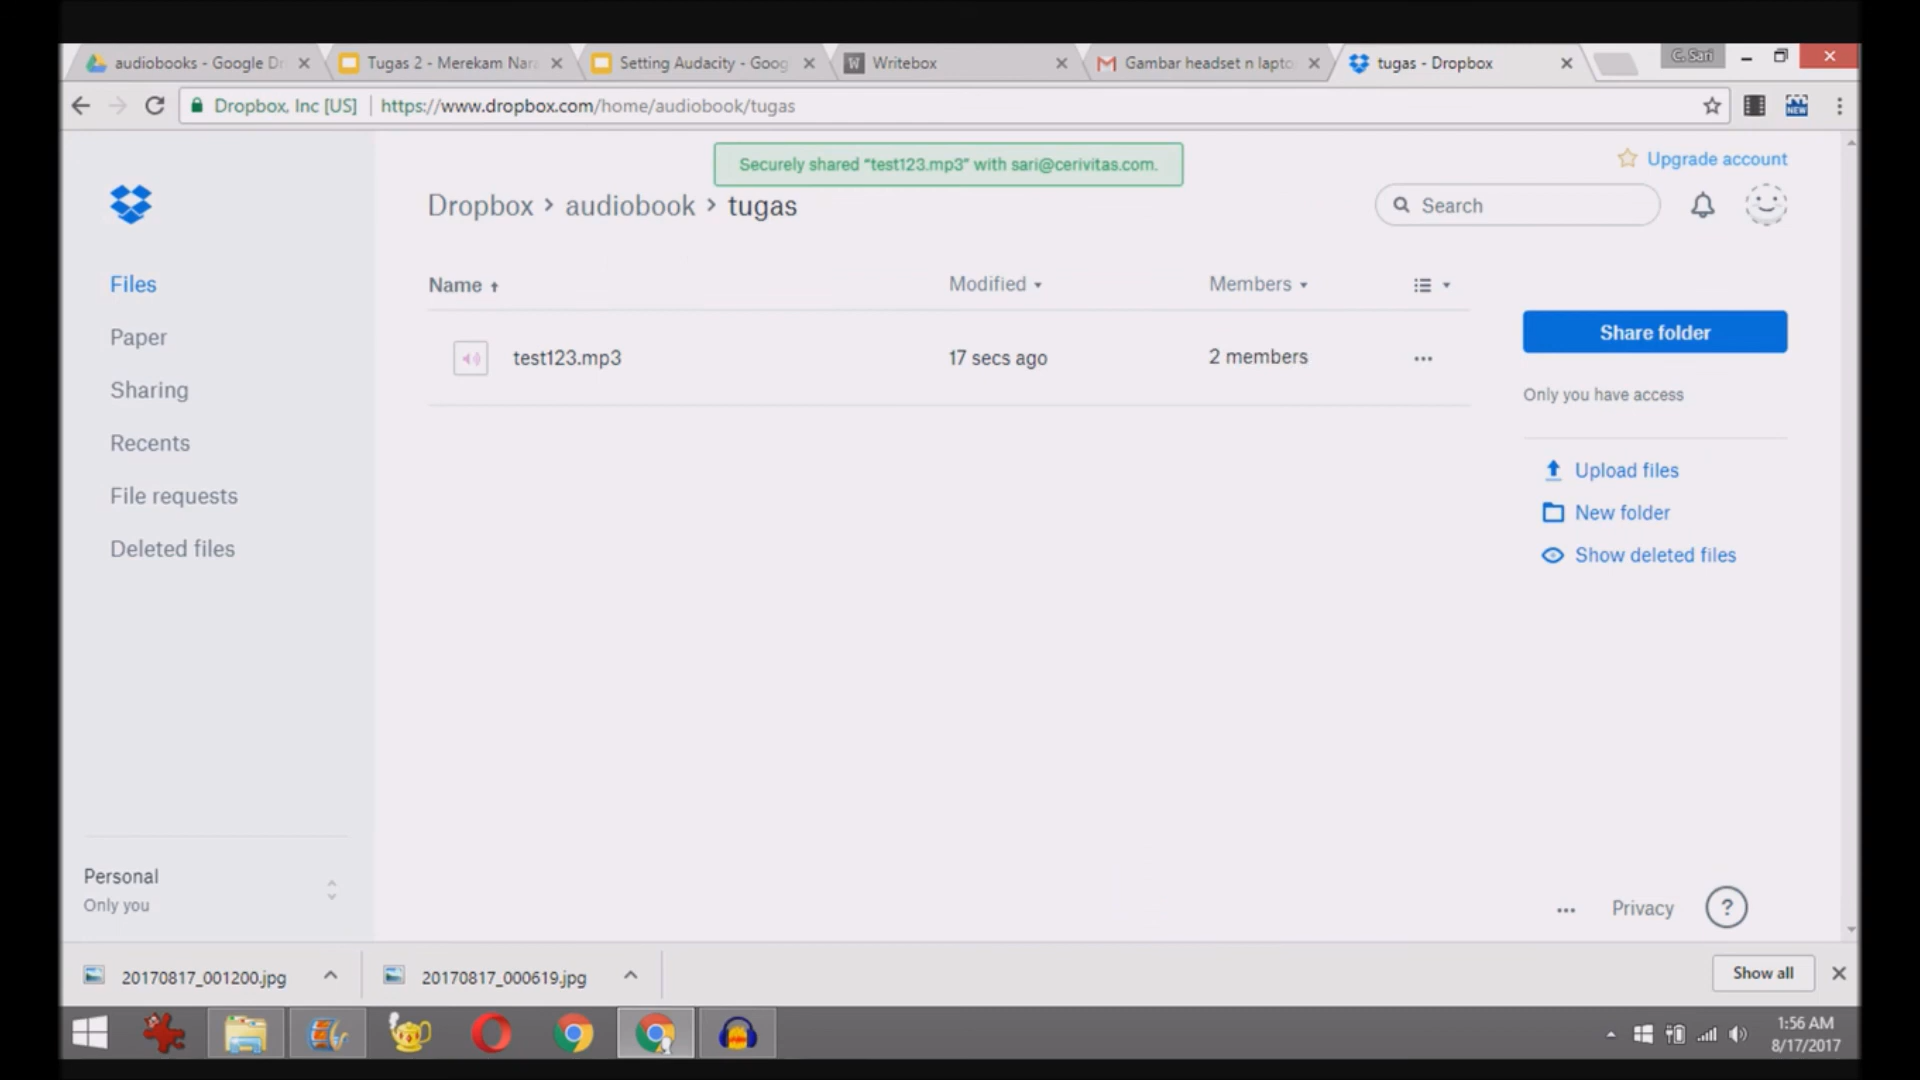 audiobooks - Google Dr
Tugas 2 - Merekam Nara
Setting Audacity - Goog
Writebox
Gambar headset n lapto
tugas - Dropbox
C. Sari
Dropbox, Inc [US]
https://www.dropbox.com/home/audiobook/tugas
NEW
Securely shared "test123.mp3" with sari@cerivitas.com.
Upgrade account
Dropbox > audiobook > tugas
Search
Files
Paper
Sharing
Recents
File requests
Deleted files
Name
Modified
Members
test123.mp3
17 secs ago
2 members
Share folder
Only you have access
Upload files
New folder
Show deleted files
Personal
Only you
Privacy
?
20170817_001200.jpg
20170817_000619.jpg
Show all
1:56 AM
8/17/2017